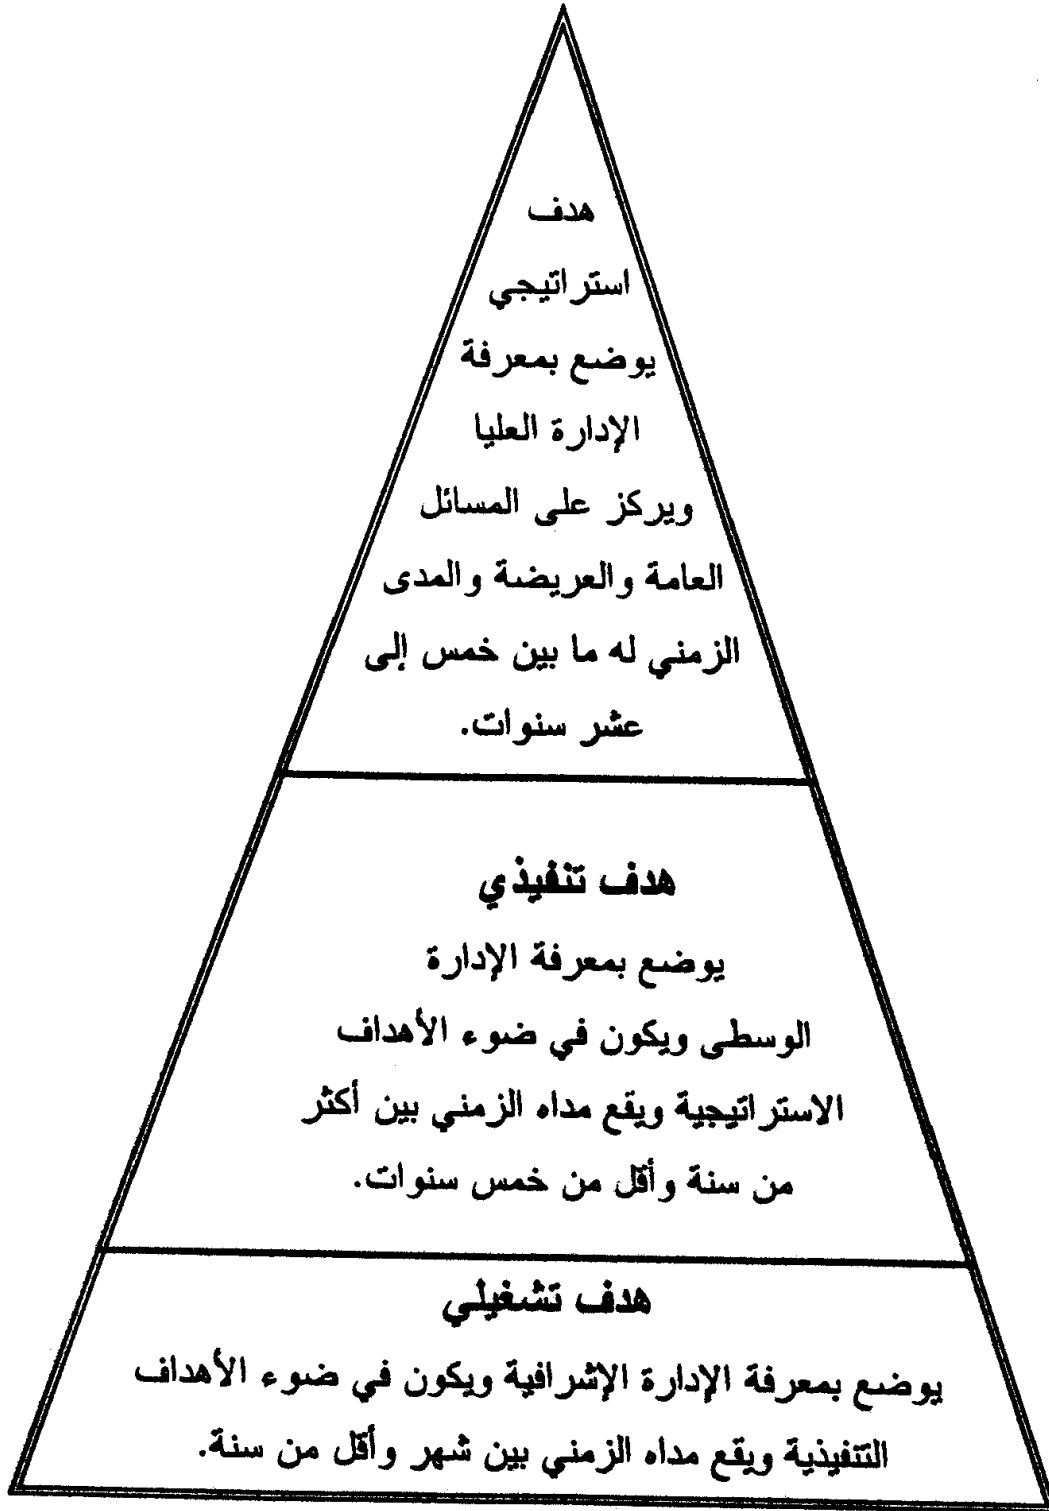 هدف
استراتيجي
يوضع بمعرفة
الإدارة العليا
ويركز على المسائل
العامة والعريضة والمدى
الزمني له ما بين خمس إلى
عشر سنوات.
هدف تنفيذي
يوضع بمعرفة الإدارة
الوسطى ويكون في ضوء الأهداف
الاستراتيجية ويقع مداه الزمني بين أكثر
من سنة وأقل من خمس سنوات.
هدف تشغيلي
يوضع بمعرفة الإدارة الإشرافية ويكون في ضوء الأهداف
التنفيذية ويقع مداه الزمني بين شهر وأقل من سنة.